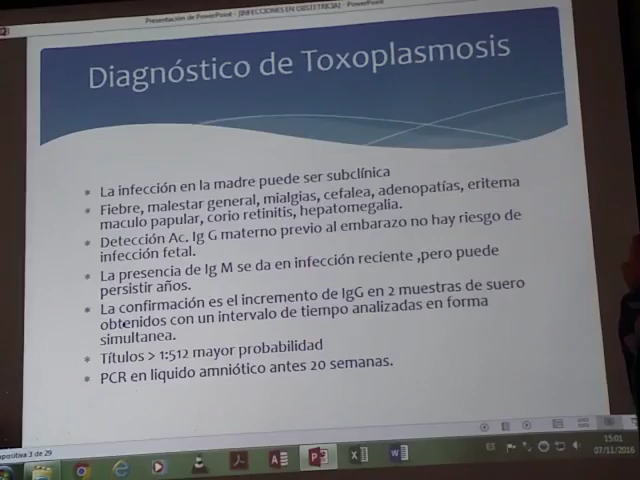 Presentación de PowerPoint - [INFECCIONES EN OBSTETRICIA] - PowerPoint
Diagnóstico de Toxoplasmosis
* La infección en la madre puede ser subclínica
* Fiebre, malestar general, mialgias, cefalea, adenopatías, eritema
maculo papular, corio retinitis, hepatomegalia.
* Detección Ac. Ig G materno previo al embarazo no hay riesgo de
infección fetal.
* La presencia de Ig M se da en infección reciente ,pero puede
persistir años.
* La confirmación es el incremento de IgG en 2 muestras de suero
obtenidos con un intervalo de tiempo analizadas en forma
simultanea.
* Títulos > 1:512 mayor probabilidad
* PCR en liquido amniótico antes 20 semanas.
apositiva 3 de 29
ES
15:01
07/11/2016